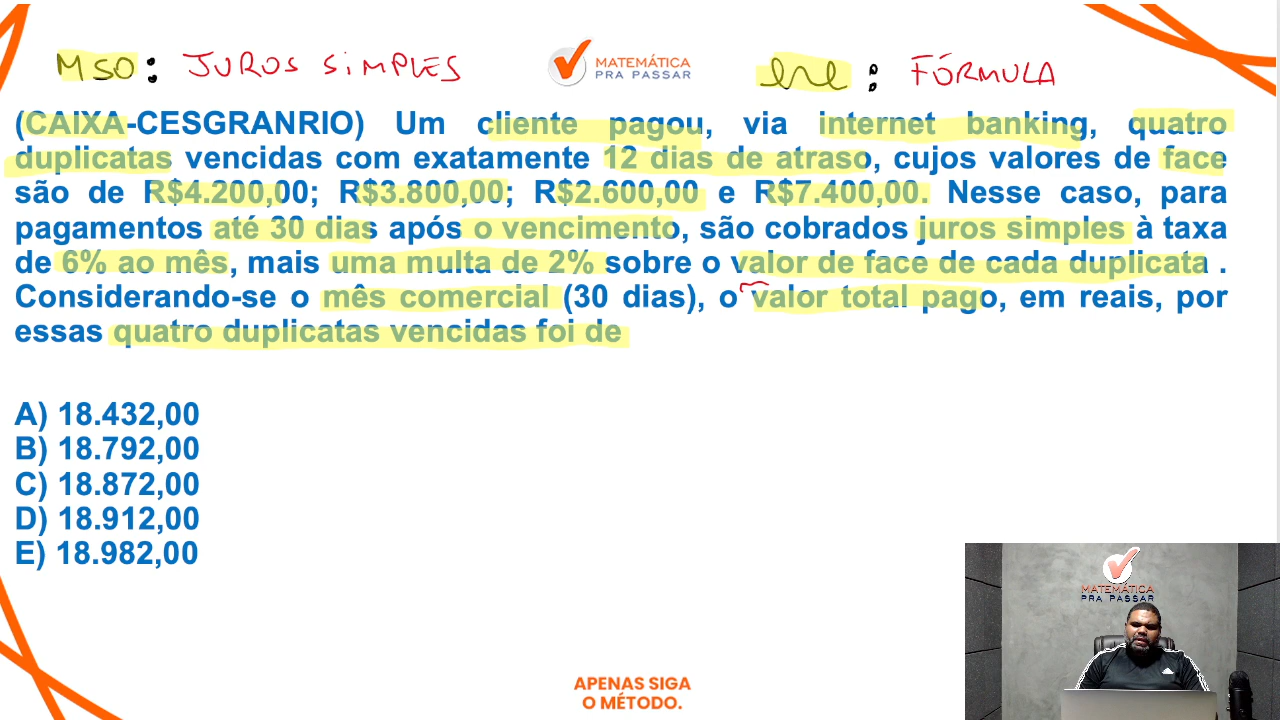 MSO: JUROS SIMPLES
MATEMÁTICA
PRA PASSAR
FÓRMULA
(CAIXA-CESGRANRIO) Um cliente pagou, via internet banking, quatro
duplicatas vencidas com exatamente 12 dias de atraso, cujos valores de face
são de R$4.200,00; R$3.800,00; R$2.600,00 e R$7.400,00. Nesse caso, para
pagamentos até 30 dias após o vencimento, são cobrados juros simples à taxa
de 6% ao mês, mais uma multa de 2% sobre o valor de face de cada duplicata .
Considerando-se o mês comercial (30 dias), o valor total pago, em reais, por
essas quatro duplicatas vencidas foi de
A) 18.432,00
B) 18.792,00
C) 18.872,00
D) 18.912,00
E) 18.982,00
MATEMÁTICA
PRA PASSAR
APENAS SIGA
O MÉTODO.